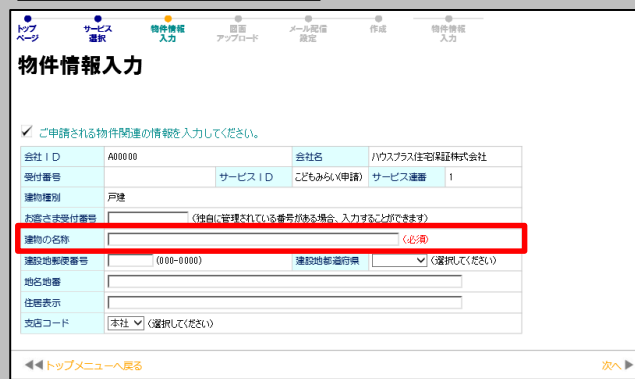 トップ
ページ
サービス
選択
物件情報
入力
図面
アップロード
メール配信
設定
作成
物件情報
入力
物件情報入力
✓ ご申請される物件関連の情報を入力してください。
会社ID A00000 会社名 ハウスプラス住宅保証株式会社
受付番号 サービスID こどもみらい(申請) サービス連番 1
建物種別 戸建
お客さま受付番号 (独自に管理されている番号がある場合、入力することができます)
建物の名称 (必須)
建設地郵便番号 (000-0000) 建設地都道府県 (選択してください)
地名地番
住居表示
支店コード 本社 (選択してください)
◀◀トップメニューへ戻る 次へ▶